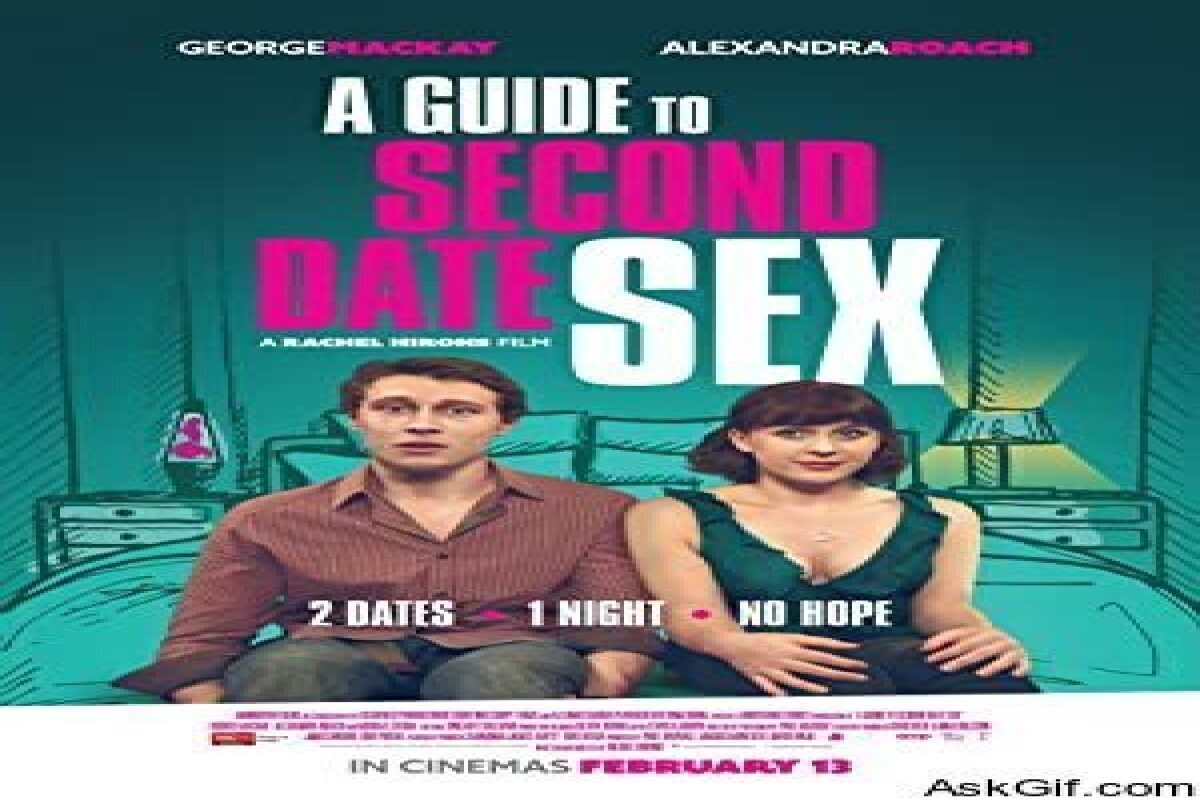 GEORGE MACKAY ALEXANDRA ROACH
A GUIDE TO
SECOND
DATE SEX
A RACHEL HIRONS FILM
2 DATES • 1 NIGHT • NO HOPE
IN CINEMAS FEBRUARY 13
AskGif.com